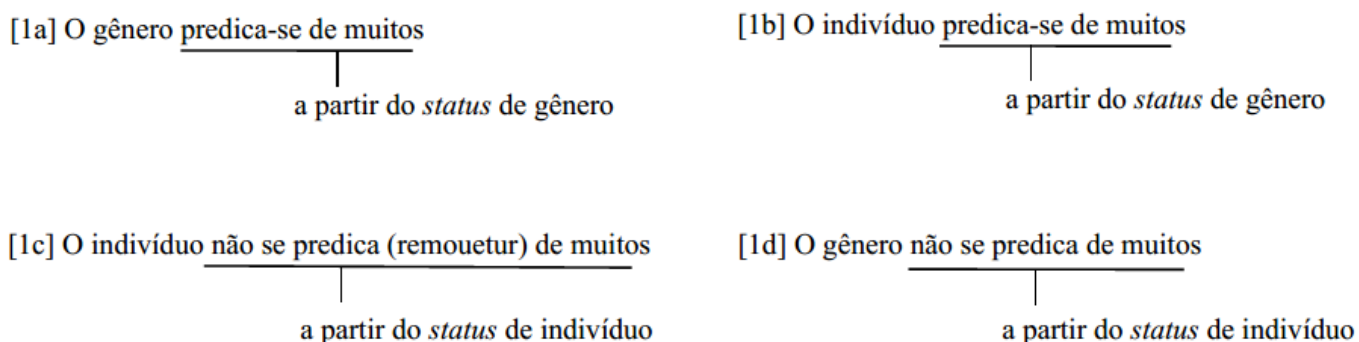 [1a] O gênero predica-se de muitos
a partir do status de gênero
[1b] O indivíduo predica-se de muitos
a partir do status de gênero
[1c] O indivíduo não se predica (remouetur) de muitos
a partir do status de indivíduo
[1d] O gênero não se predica de muitos
a partir do status de indivíduo